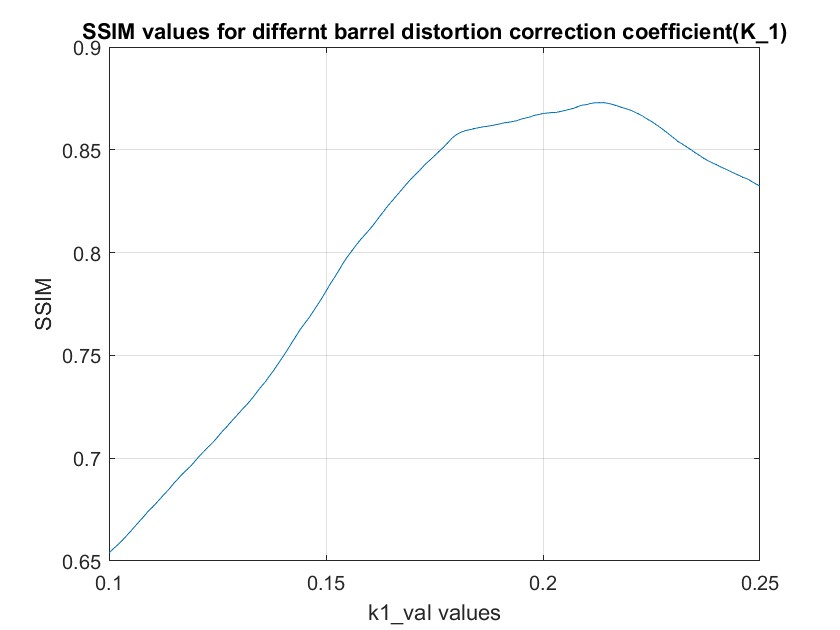 SSIM values for differnt barrel distortion correction coefficient(K_1)
0.9
0.85
0.8
0.75
0.7
0.65
SSIM
0.1 0.15 0.2 0.25
k1_val values